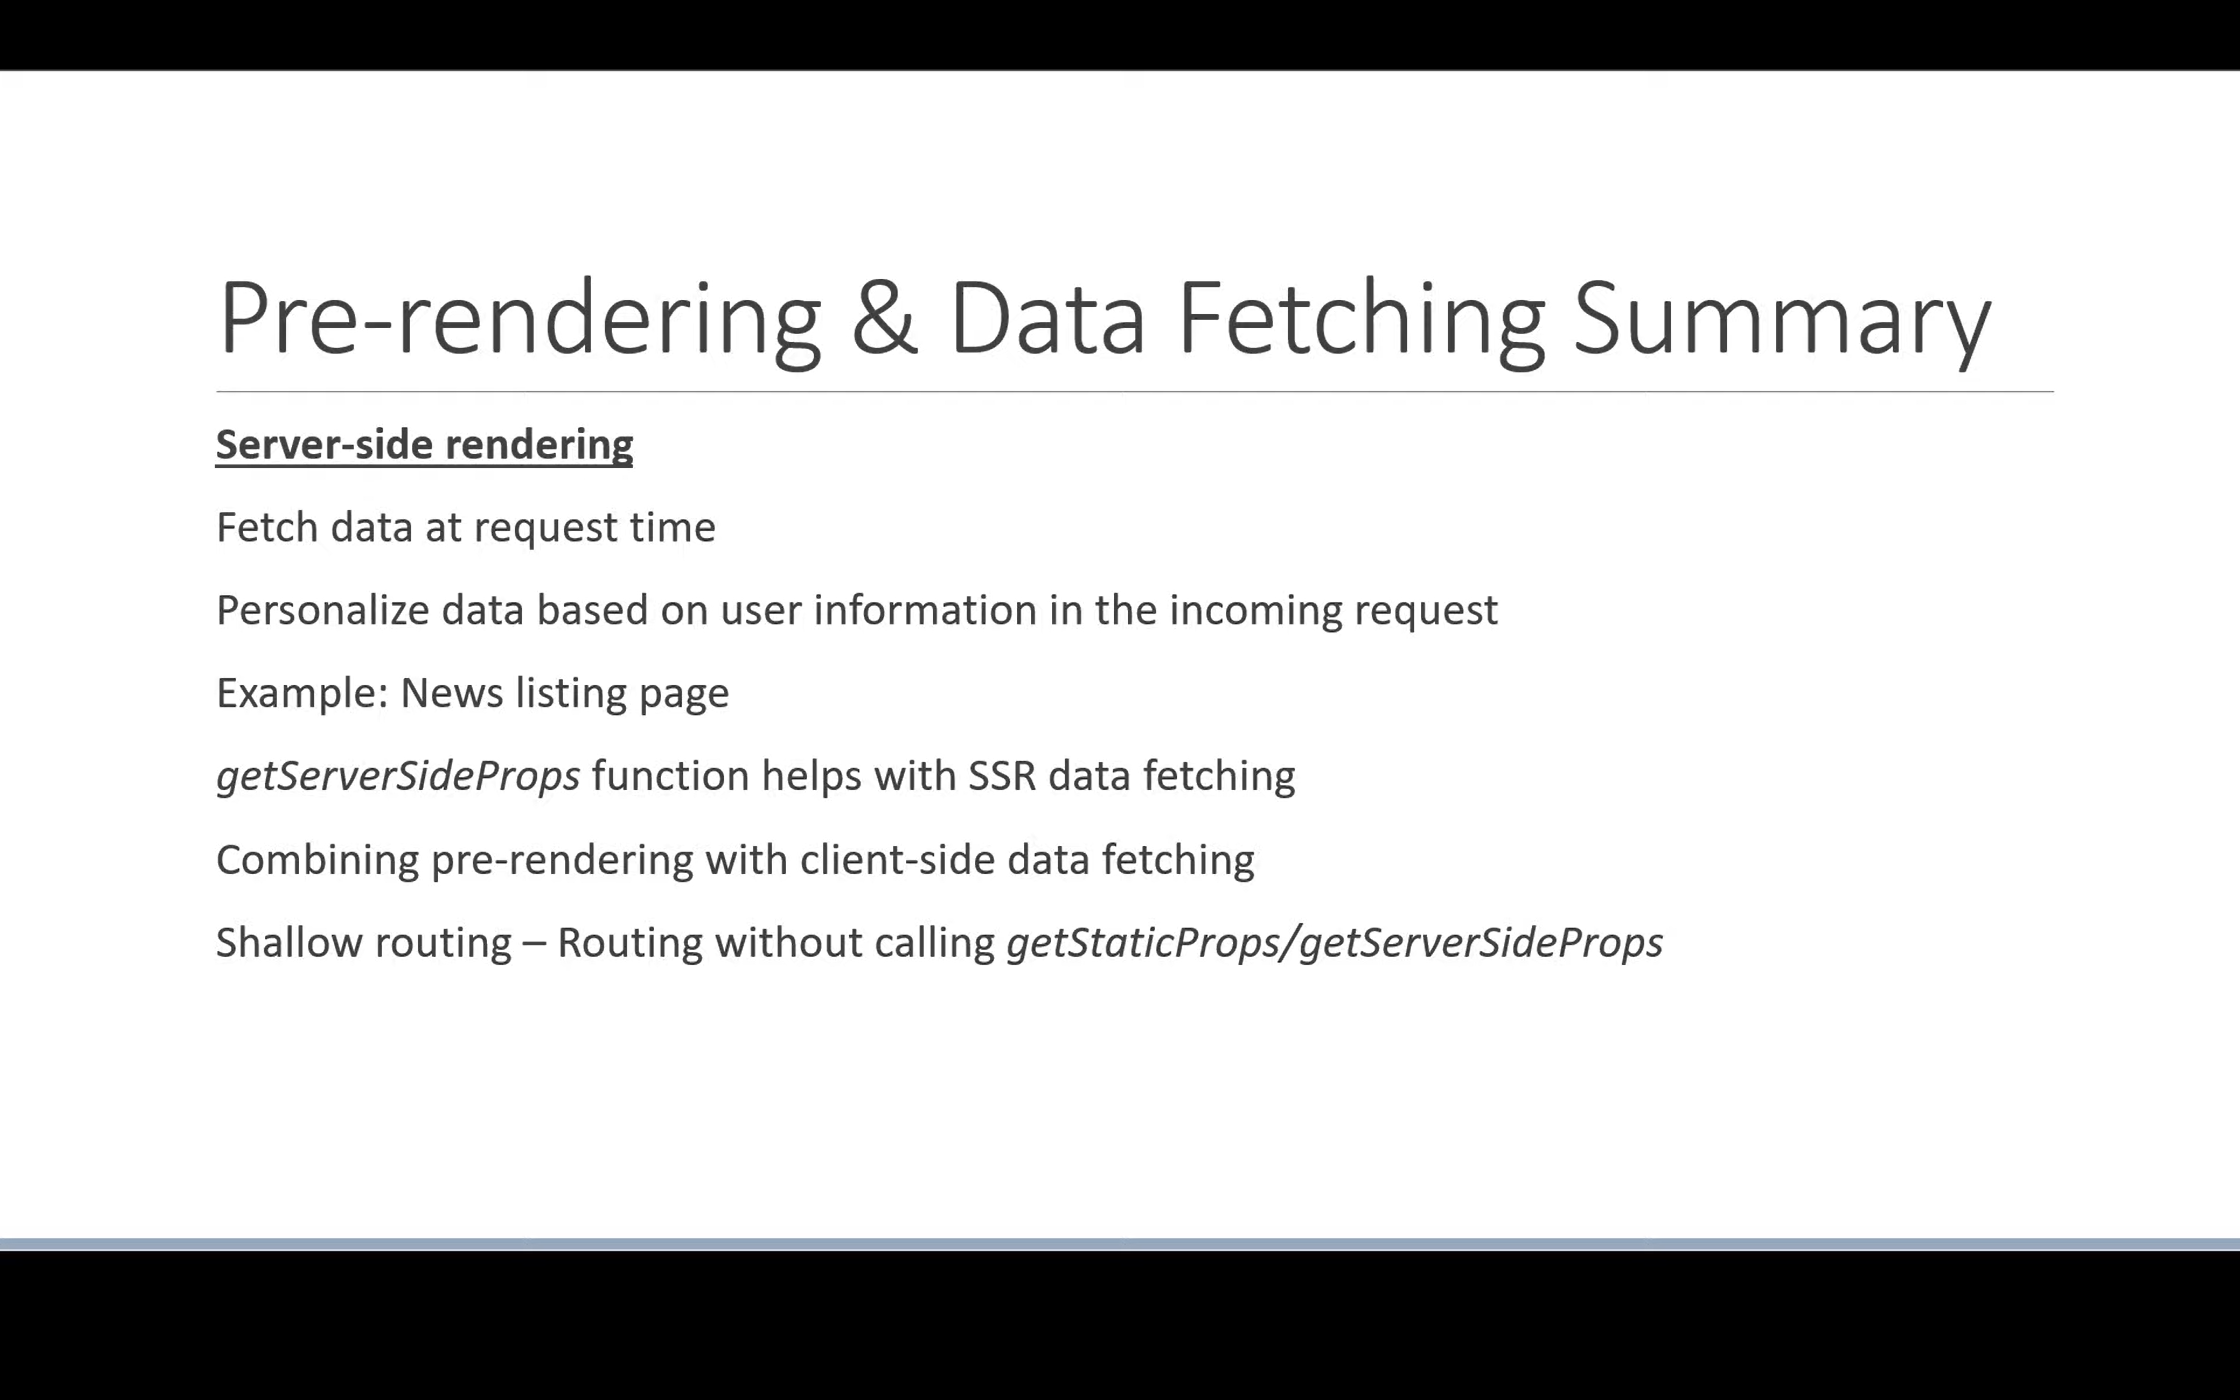 Pre-rendering & Data Fetching Summary
Server-side rendering
Fetch data at request time
Personalize data based on user information in the incoming request
Example: News listing page
getServerSideProps function helps with SSR data fetching
Combining pre-rendering with client-side data fetching
Shallow routing – Routing without calling getStaticProps/getServerSideProps